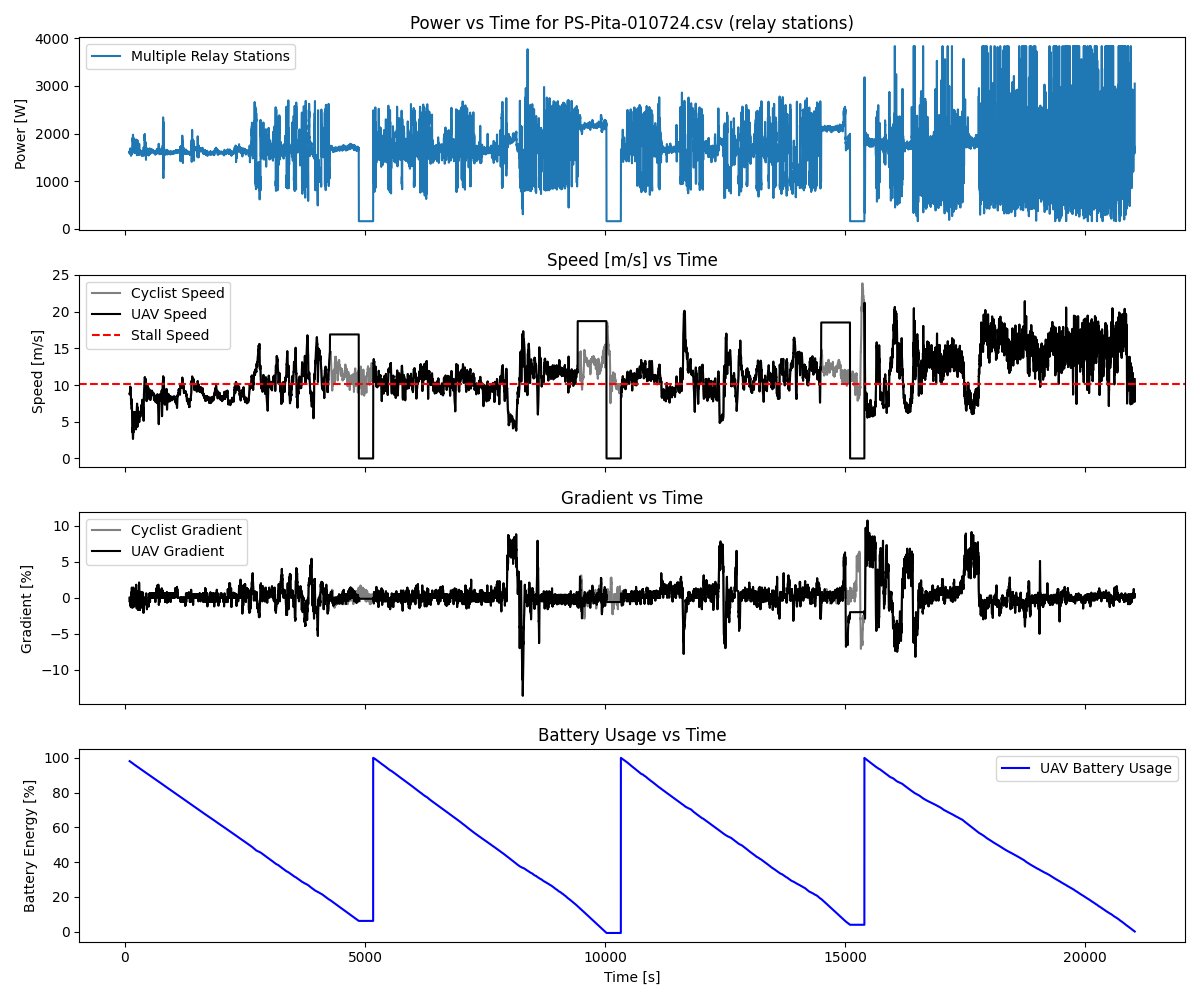 Power vs Time for PS-Pita-010724.csv (relay stations)
4000
3000
2000
1000
0
Power [W]
Multiple Relay Stations
Speed [m/s] vs Time
25
20
15
10
5
0
Speed [m/s]
Cyclist Speed
UAV Speed
Stall Speed
Gradient vs Time
10
5
0
−5
−10
Gradient [%]
Cyclist Gradient
UAV Gradient
Battery Usage vs Time
100
80
60
40
20
0
Battery Energy [%]
UAV Battery Usage
0 5000 10000 15000 20000
Time [s]